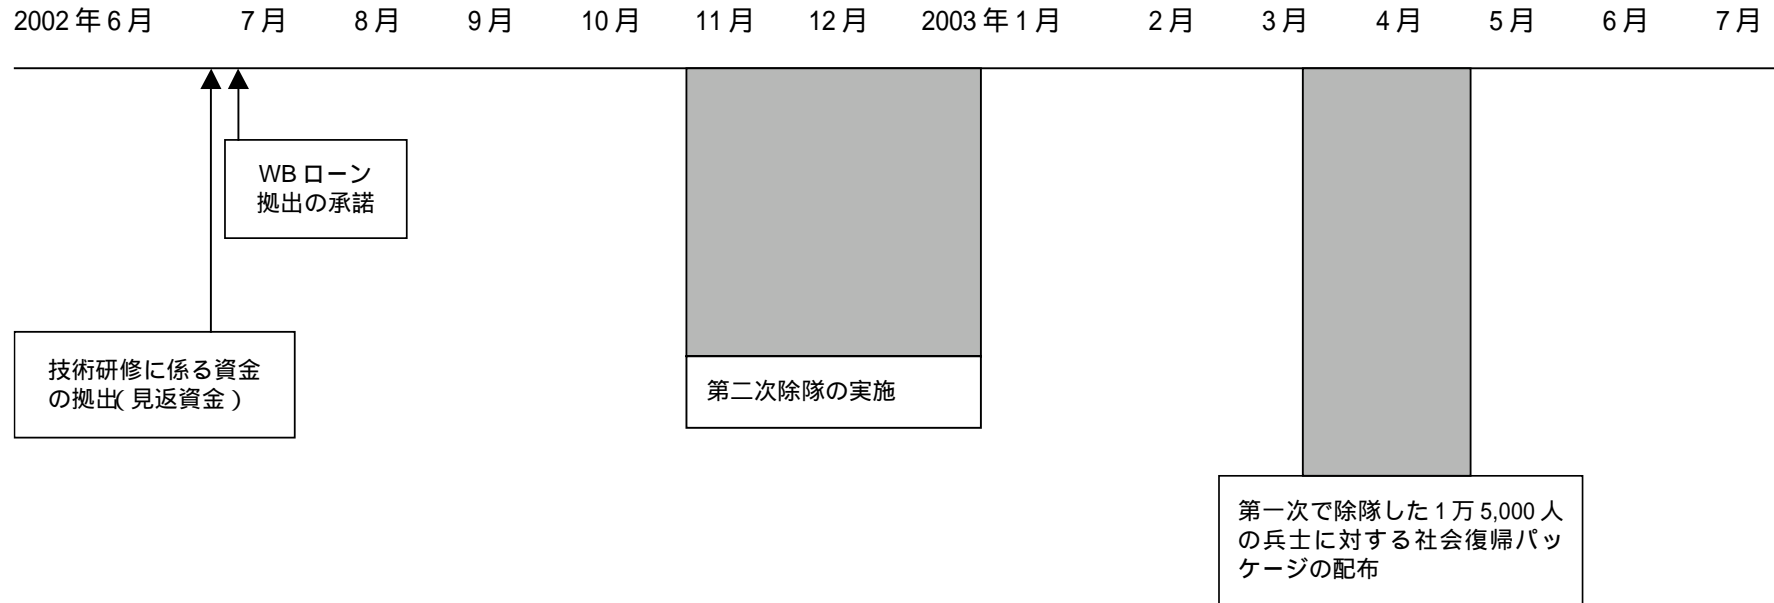 2002年6月 7月 8月 9月 10月 11月 12月 2003年1月 2月 3月 4月 5月 6月 7月
WBローン
拠出の承諾
技術研修に係る資金
の拠出(見返資金)
第二次除隊の実施
第一次で除隊した1万5,000人
の兵士に対する社会復帰パッ
ケージの配布